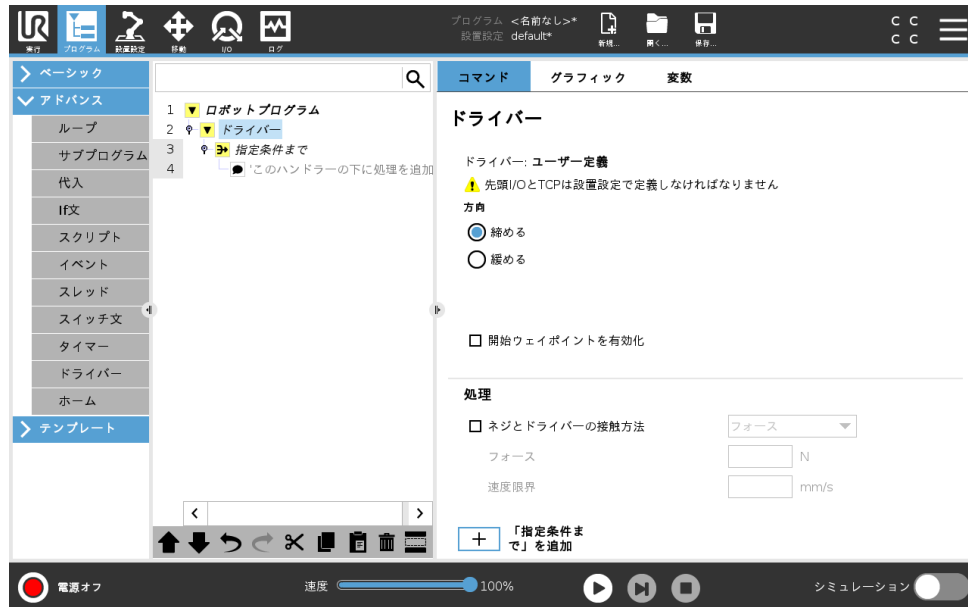 プログラム <名前なし>*
設置設定 default*
実行
プログラム
設置設定
移動
I/O
ログ
新規...
開く...
保存...
C C
C C
ベーシック
アドバンス
ループ
サブプログラム
代入
If文
スクリプト
イベント
スレッド
スイッチ文
タイマー
ドライバー
ホーム
テンプレート
1 ロボットプログラム
2 ドライバー
3 指定条件まで
4 'このハンドラーの下に処理を追加
コマンド グラフィック 変数
ドライバー
ドライバー: ユーザー定義
先頭I/OとTCPは設置設定で定義しなければなりません
方向
締める
緩める
開始ウェイポイントを有効化
処理
ネジとドライバーの接触方法 フォース
フォース N
速度限界 mm/s
「指定条件ま
で」を追加
電源オフ
速度 100%
シミュレーション